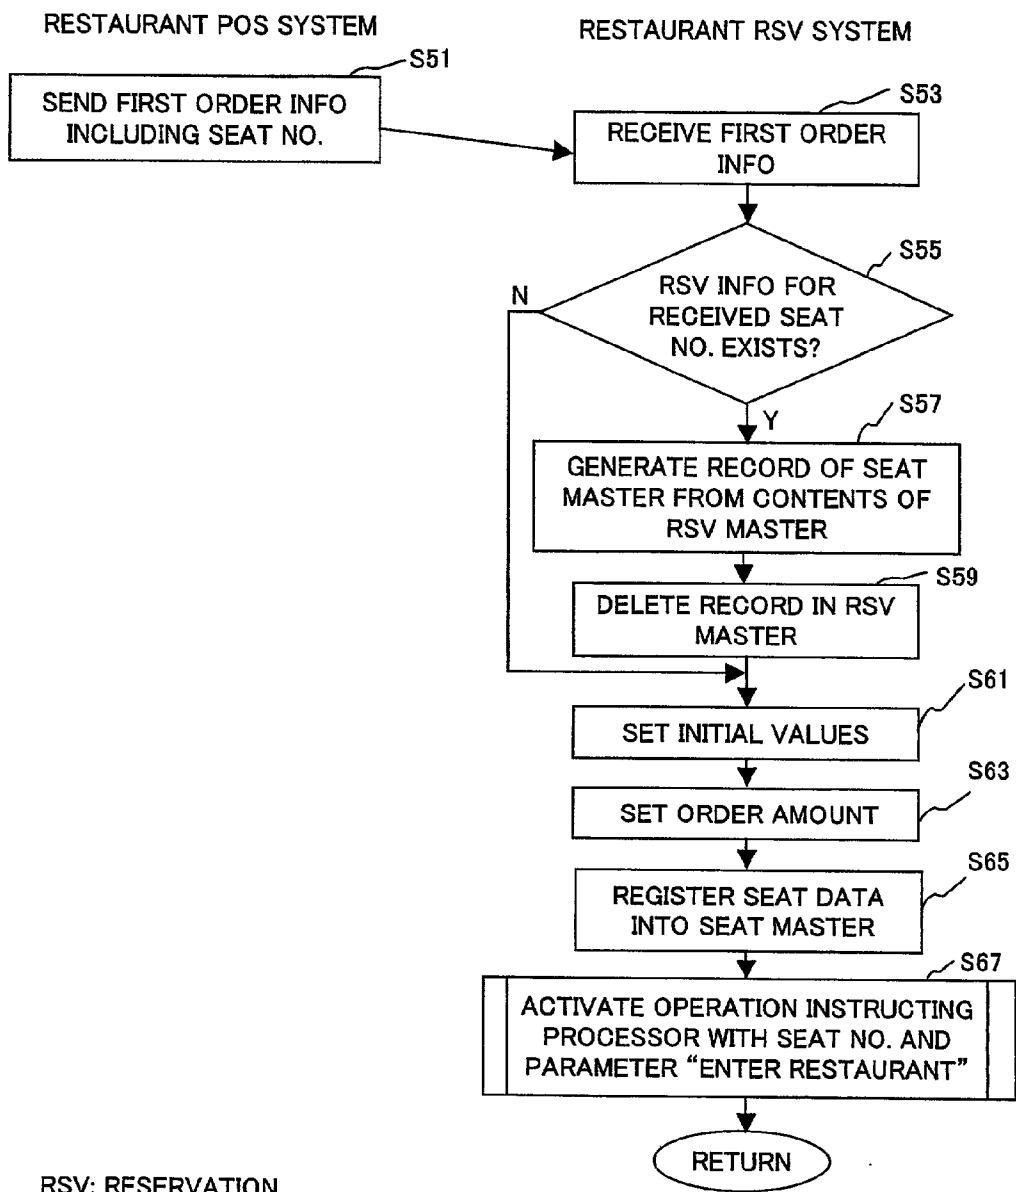 RESTAURANT POS SYSTEM
RESTAURANT RSV SYSTEM
S51
SEND FIRST ORDER INFO
INCLUDING SEAT NO.
S53
RECEIVE FIRST ORDER
INFO
S55
RSV INFO FOR
RECEIVED SEAT
NO. EXISTS?
N
Y
S57
GENERATE RECORD OF SEAT
MASTER FROM CONTENTS OF
RSV MASTER
S59
DELETE RECORD IN RSV
MASTER
S61
SET INITIAL VALUES
S63
SET ORDER AMOUNT
S65
REGISTER SEAT DATA
INTO SEAT MASTER
S67
ACTIVATE OPERATION INSTRUCTING
PROCESSOR WITH SEAT NO. AND
PARAMETER “ENTER RESTAURANT”
RETURN
RSV: RESERVATION